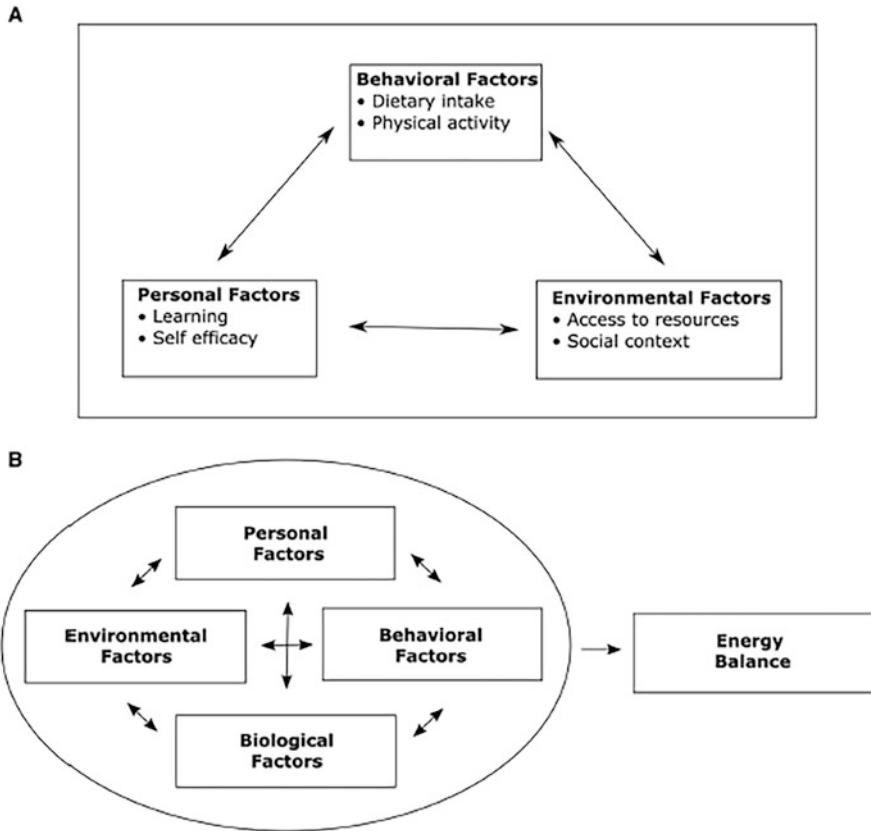 A
Behavioral Factors
• Dietary intake
• Physical activity
Personal Factors
• Learning
• Self efficacy
Environmental Factors
• Access to resources
• Social context
B
Personal
Factors
Environmental
Factors
Behavioral
Factors
Biological
Factors
Energy
Balance